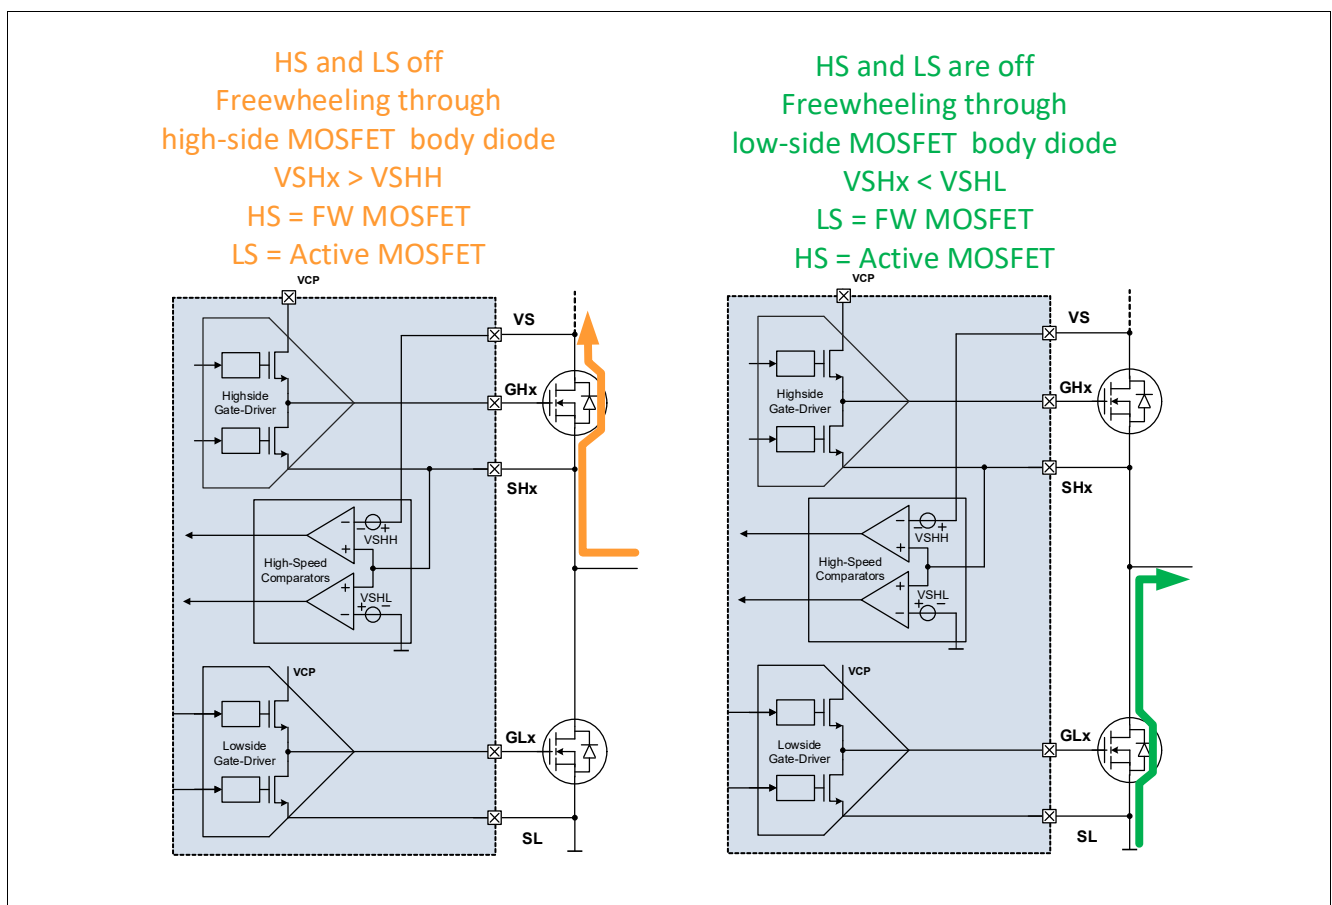 HS and LS off
Freewheeling through
high-side MOSFET body diode
VSHx > VSHH
HS = FW MOSFET
LS = Active MOSFET
VCP
VS
Highside
Gate-Driver
GHx
SHx
− − +
VSHH
+
High-Speed
Comparators
+
VSHL
+ −
−
VCP
Lowside
Gate-Driver
GLx
SL
HS and LS are off
Freewheeling through
low-side MOSFET body diode
VSHx < VSHL
LS = FW MOSFET
HS = Active MOSFET
VCP
VS
Highside
Gate-Driver
GHx
SHx
− − +
VSHH
+
High-Speed
Comparators
+
VSHL
+ −
−
VCP
Lowside
Gate-Driver
GLx
SL